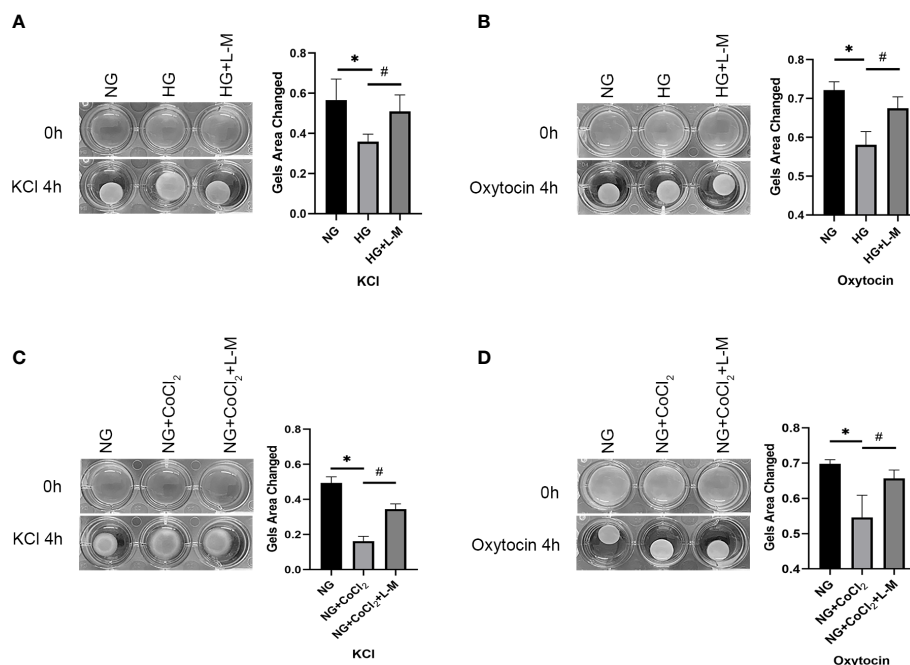 A
NG
HG
HG+L-M
0h
KCl 4h
Gels Area Changed
0.8
0.6
0.4
0.2
0.0
*
#
NG
HG
HG+L-M
KCl
B
NG
HG
HG+L-M
0h
Oxytocin 4h
Gels Area Changed
0.8
0.7
0.6
0.5
0.4
*
#
NG
HG
HG+L-M
Oxytocin
C
NG
NG+CoCl₂
NG+CoCl₂+L-M
0h
KCl 4h
Gels Area Changed
0.8
0.6
0.4
0.2
0.0
*
#
NG
NG+CoCl₂
NG+CoCl₂+L-M
KCl
D
NG
NG+CoCl₂
NG+CoCl₂+L-M
0h
Oxytocin 4h
Gels Area Changed
0.8
0.7
0.6
0.5
0.4
*
#
NG
NG+CoCl₂
NG+CoCl₂+L-M
Oxytocin